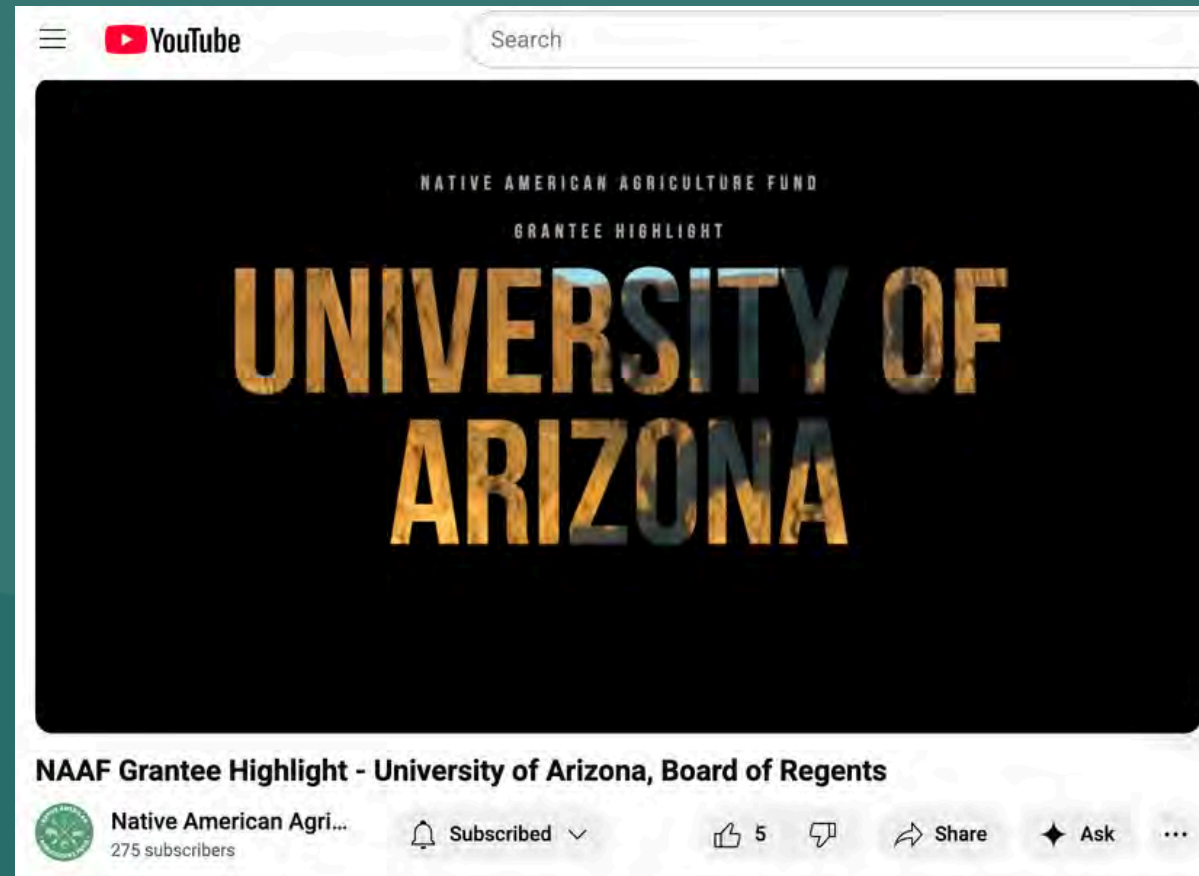 YouTube
Search
NATIVE AMERICAN AGRICULTURE FUND
GRANTEE HIGHLIGHT
UNIVERSITY OF
ARIZONA
NAAF Grantee Highlight - University of Arizona, Board of Regents
Native American Agri...
275 subscribers
Subscribed
5
Share
Ask